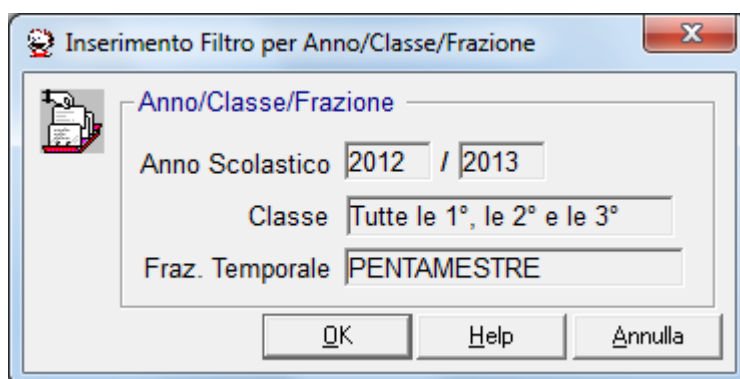 Inserimento Filtro per Anno/Classe/Frazione
Anno/Classe/Frazione
Anno Scolastico 2012 / 2013
Classe Tutte le 1°, le 2° e le 3°
Fraz. Temporale PENTAMESTRE
OK Help Annulla